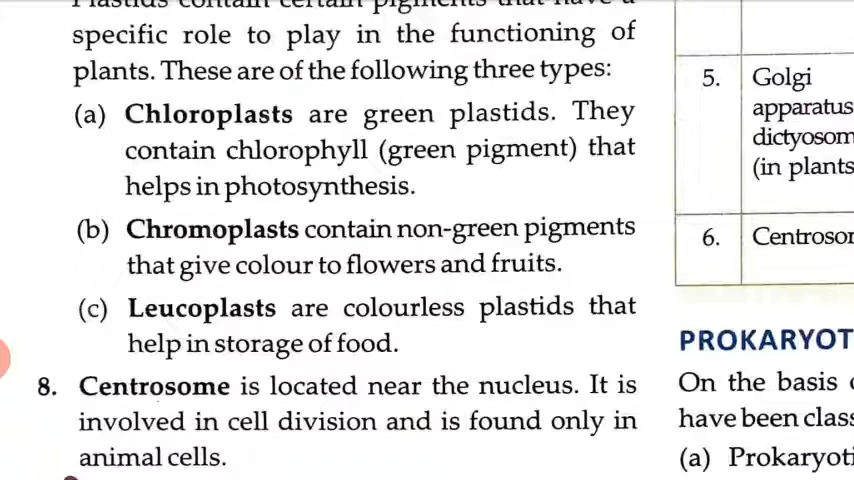 specific role to play in the functioning of
plants. These are of the following three types:
(a) Chloroplasts are green plastids. They
contain chlorophyll (green pigment) that
helps in photosynthesis.
(b) Chromoplasts contain non-green pigments
that give colour to flowers and fruits.
(c) Leucoplasts are colourless plastids that
help in storage of food.
8. Centrosome is located near the nucleus. It is
involved in cell division and is found only in
animal cells.
5. Golgi
apparatus
dictyosom
(in plants
6. Centrosor
PROKARYOT
On the basis
have been class
(a) Prokaryoti